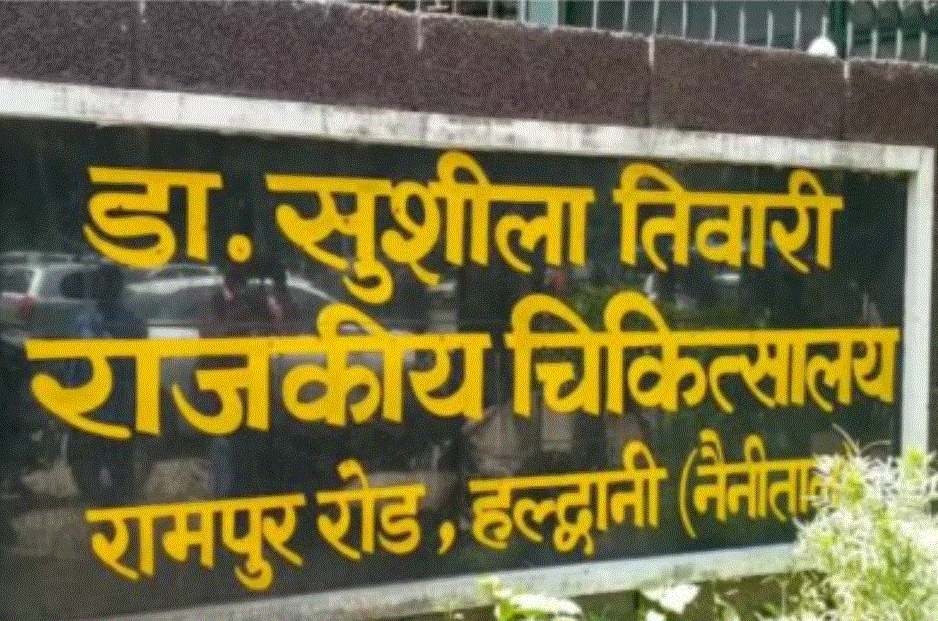 डा. सुशीला तिवारी
राजकीय चिकित्सालय
रामपुर रोड, हल्द्वानी